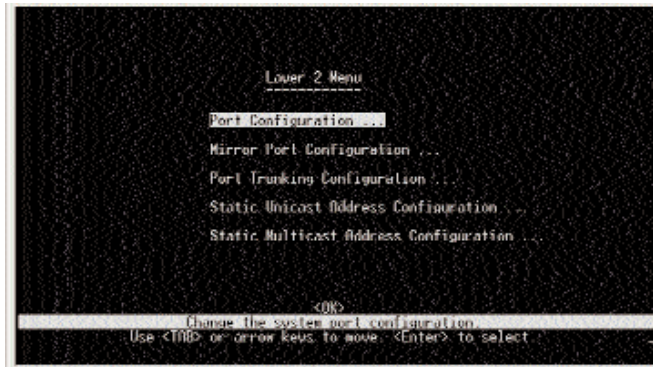 Layer 2 Menu
------------
Port Configuration ...
Mirror Port Configuration ...
Port Trunking Configuration ...
Static Unicast Address Configuration ...
Static Multicast Address Configuration ...
<OK>
Change the system port configuration.
Use <TAB> or arrow keys to move. <Enter> to select